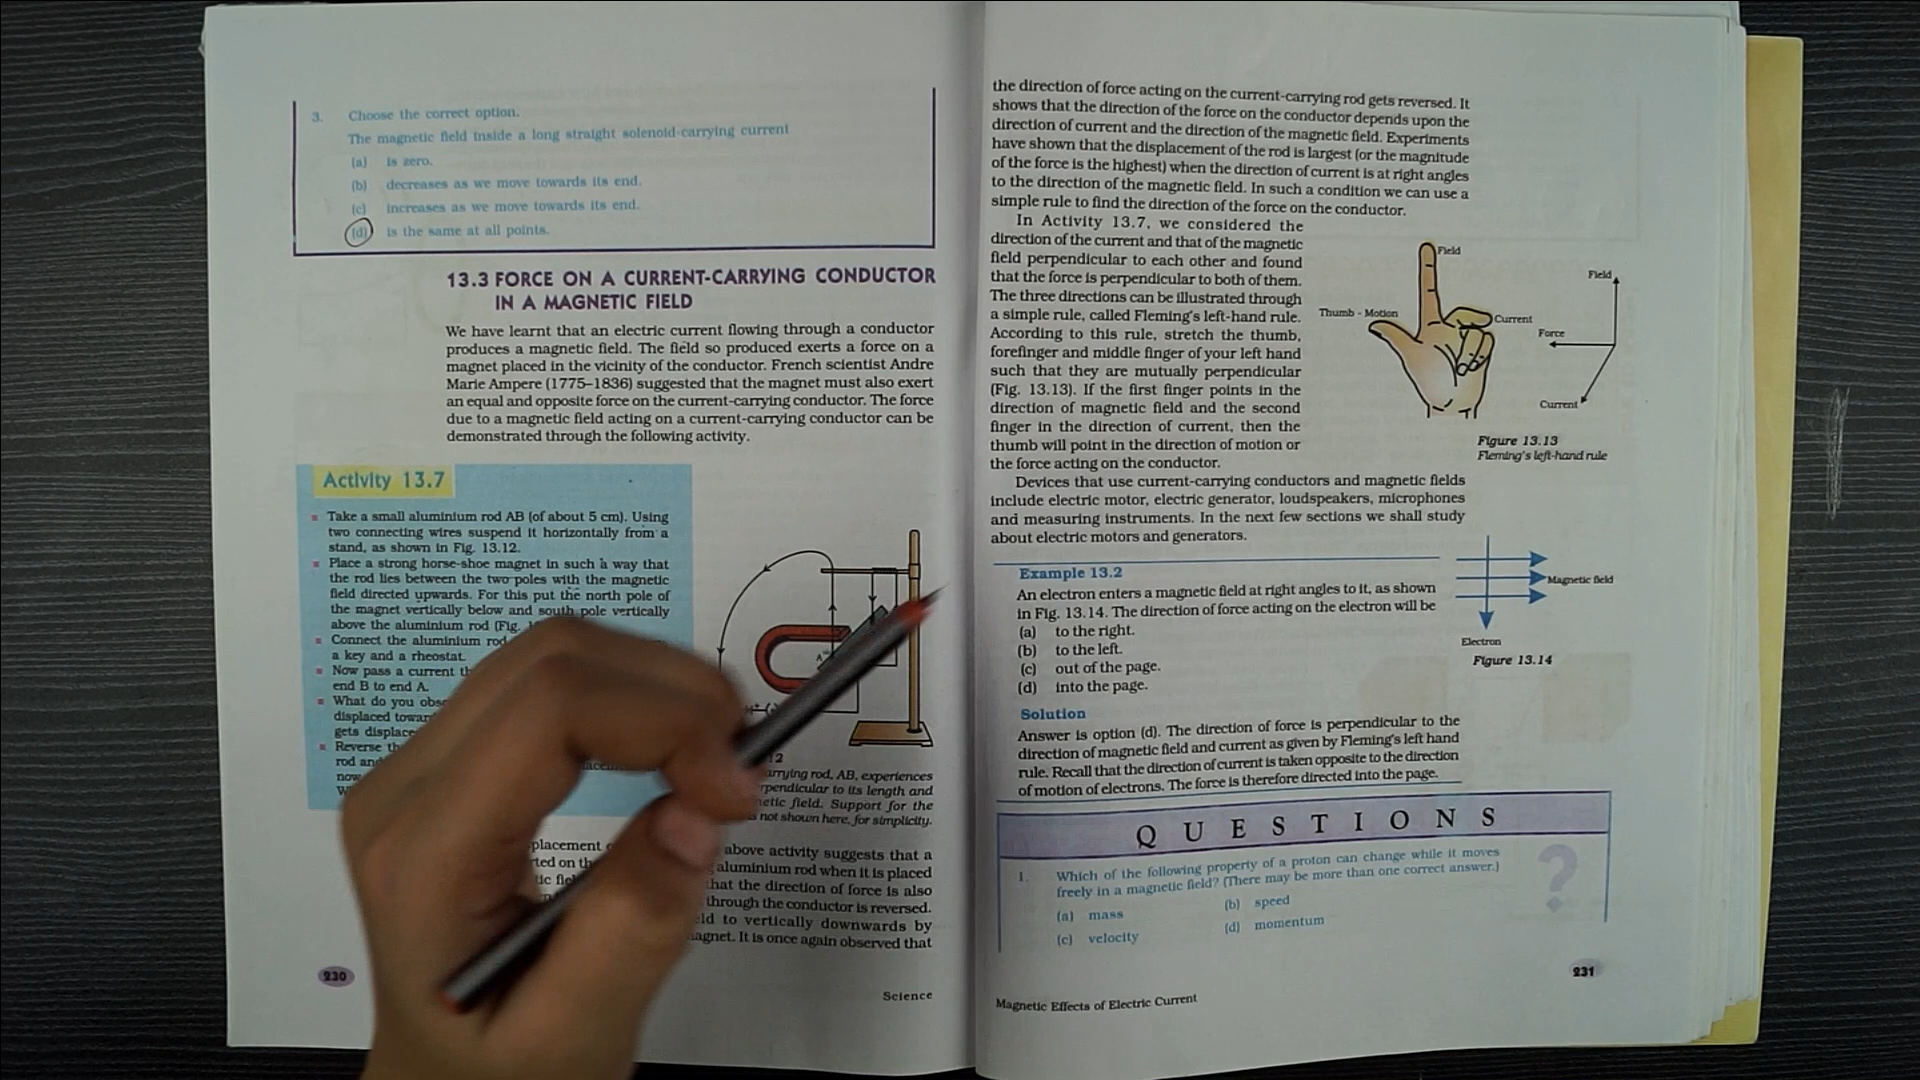 3. Choose the correct option.
The magnetic field inside a long straight solenoid-carrying current
(a) is zero.
(b) decreases as we move towards its end.
(c) increases as we move towards its end.
(d) is the same at all points.
13.3 FORCE ON A CURRENT-CARRYING CONDUCTOR
IN A MAGNETIC FIELD
We have learnt that an electric current flowing through a conductor
produces a magnetic field. The field so produced exerts a force on a
magnet placed in the vicinity of the conductor. French scientist Andre
Marie Ampere (1775–1836) suggested that the magnet must also exert
an equal and opposite force on the current-carrying conductor. The force
due to a magnetic field acting on a current-carrying conductor can be
demonstrated through the following activity.
Activity 13.7
Take a small aluminium rod AB (of about 5 cm). Using
two connecting wires suspend it horizontally from a
stand, as shown in Fig. 13.12.
Place a strong horse-shoe magnet in such a way that
the rod lies between the two poles with the magnetic
field directed upwards. For this put the north pole of
the magnet vertically below and south pole vertically
above the aluminium rod (Fig.
Connect the aluminium rod
a key and a rheostat.
Now pass a current
end B to end A.
What do you
displaced
gets
Reverse
rod
now
A
12
rod, AB, experiences
to its length and
field. Support for the
not shown here, for simplicity.
above activity suggests that a
on the aluminium rod when it is placed
that the direction of force is also
through the conductor is reversed.
to vertically downwards by
It is once again observed that
230
Science
the direction of force acting on the current-carrying rod gets reversed. It
shows that the direction of the force on the conductor depends upon the
direction of current and the direction of the magnetic field. Experiments
have shown that the displacement of the rod is largest (or the magnitude
of the force is the highest) when the direction of current is at right angles
to the direction of the magnetic field. In such a condition we can use a
simple rule to find the direction of the force on the conductor.
In Activity 13.7, we considered the
direction of the current and that of the magnetic
field perpendicular to each other and found
that the force is perpendicular to both of them.
The three directions can be illustrated through
a simple rule, called Fleming's left-hand rule.
According to this rule, stretch the thumb,
forefinger and middle finger of your left hand
such that they are mutually perpendicular
(Fig. 13.13). If the first finger points in the
direction of magnetic field and the second
finger in the direction of current, then the
thumb will point in the direction of motion or
the force acting on the conductor.
Field
Thumb - Motion
Current
Field
Force
Current
Figure 13.13
Fleming's left-hand rule
Devices that use current-carrying conductors and magnetic fields
include electric motor, electric generator, loudspeakers, microphones
and measuring instruments. In the next few sections we shall study
about electric motors and generators.
Example 13.2
An electron enters a magnetic field at right angles to it, as shown
in Fig. 13.14. The direction of force acting on the electron will be
(a) to the right.
(b) to the left.
(c) out of the page.
(d) into the page.
Magnetic field
Electron
Figure 13.14
Solution
Answer is option (d). The direction of force is perpendicular to the
direction of magnetic field and current as given by Fleming's left hand
rule. Recall that the direction of current is taken opposite to the direction
of motion of electrons. The force is therefore directed into the page.
QUESTIONS
1. Which of the following property of a proton can change while it moves
freely in a magnetic field? (There may be more than one correct answer.)
(a) mass (b) speed
(c) velocity (d) momentum
?
231
Magnetic Effects of Electric Current